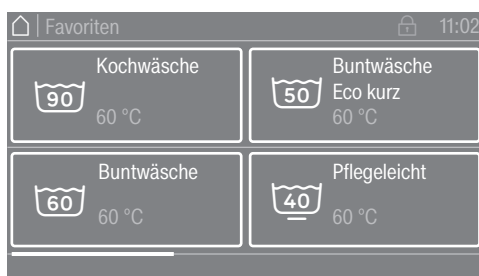 Favoriten 11:02
Kochwäsche
90
60 °C
Buntwäsche
Eco kurz
50
60 °C
Buntwäsche
60
60 °C
Pflegeleicht
40
60 °C